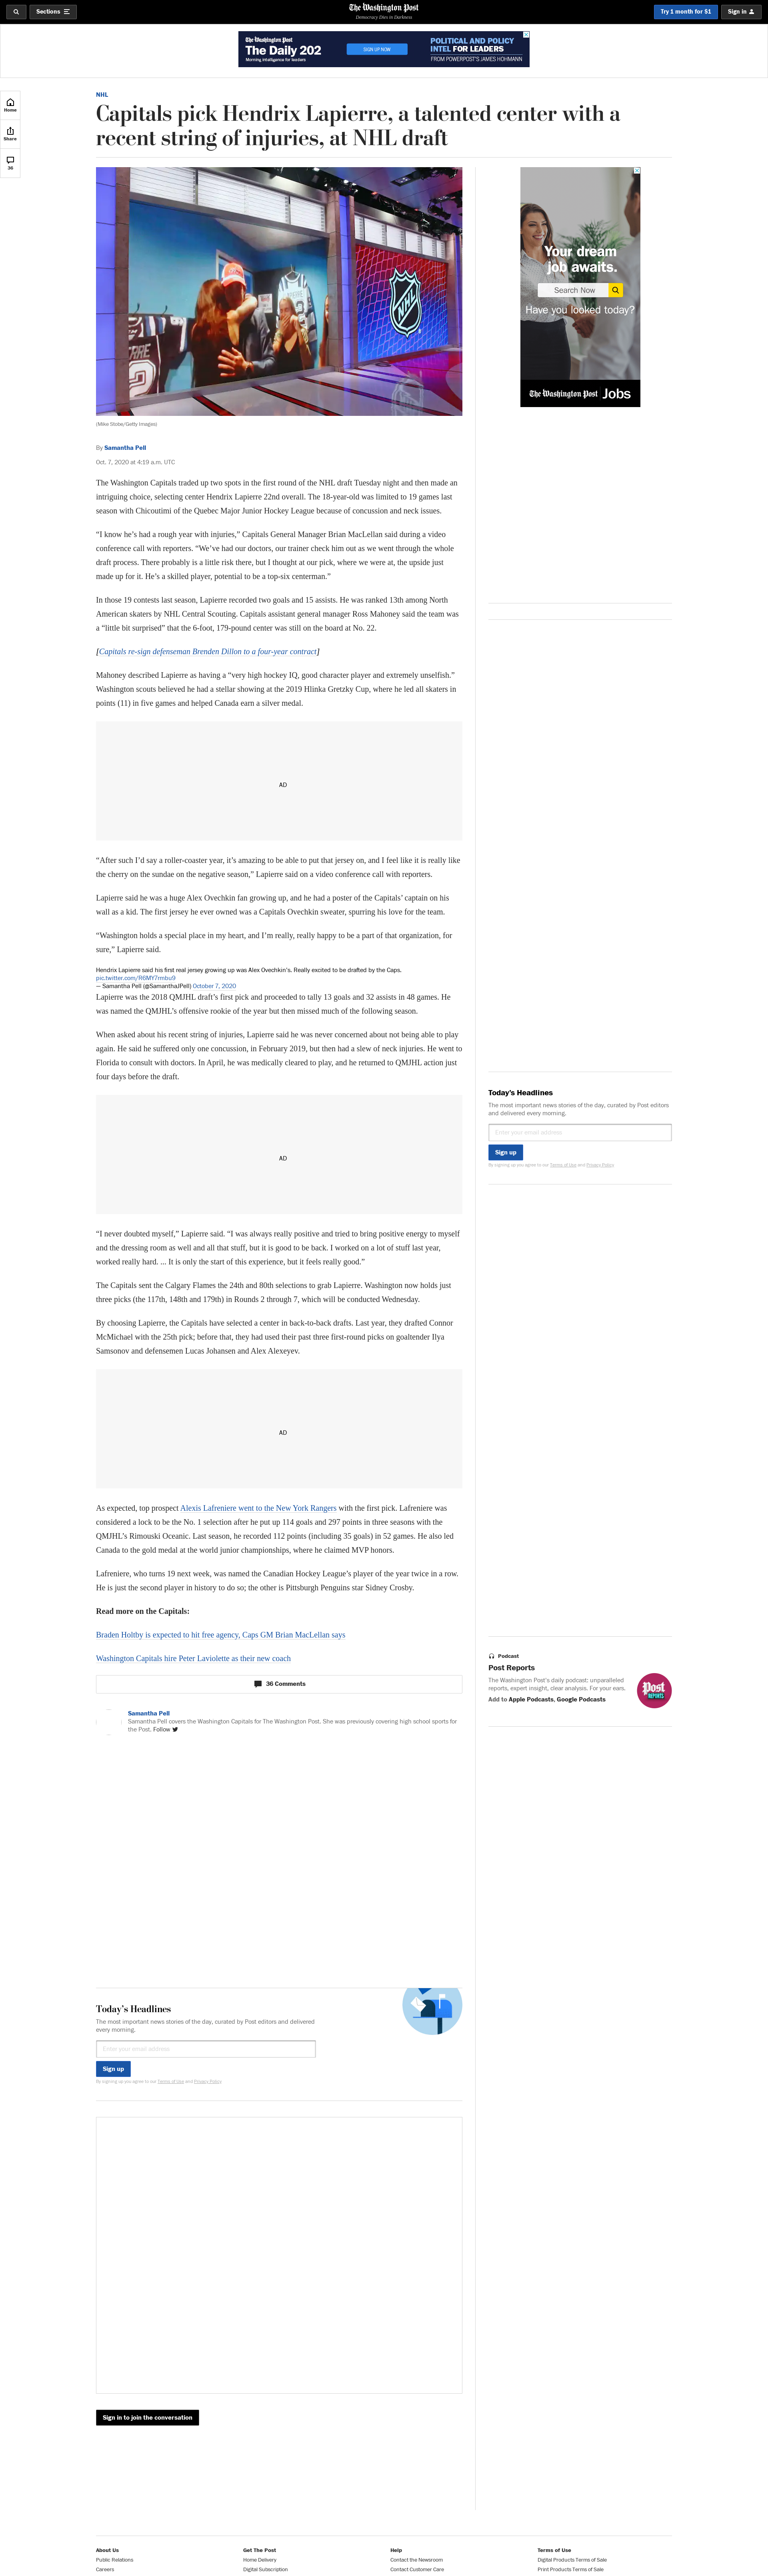 Sections
The Washington Post
Democracy Dies in Darkness
Try 1 month for $1
Sign in
The Washington Post
The Daily 202
Morning intelligence for leaders
SIGN UP NOW
POLITICAL AND POLICY
INTEL FOR LEADERS
FROM POWERPOST'S JAMES HOHMANN
Home
Share
36
NHL
Capitals pick Hendrix Lapierre, a talented center with a
recent string of injuries, at NHL draft
NHL
(Mike Stobe/Getty Images)
By Samantha Pell
Oct. 7, 2020 at 4:19 a.m. UTC
The Washington Capitals traded up two spots in the first round of the NHL draft Tuesday night and then made an
intriguing choice, selecting center Hendrix Lapierre 22nd overall. The 18-year-old was limited to 19 games last
season with Chicoutimi of the Quebec Major Junior Hockey League because of concussion and neck issues.
“I know he’s had a rough year with injuries,” Capitals General Manager Brian MacLellan said during a video
conference call with reporters. “We’ve had our doctors, our trainer check him out as we went through the whole
draft process. There probably is a little risk there, but I thought at our pick, where we were at, the upside just
made up for it. He’s a skilled player, potential to be a top-six centerman.”
In those 19 contests last season, Lapierre recorded two goals and 15 assists. He was ranked 13th among North
American skaters by NHL Central Scouting. Capitals assistant general manager Ross Mahoney said the team was
a “little bit surprised” that the 6-foot, 179-pound center was still on the board at No. 22.
[Capitals re-sign defenseman Brenden Dillon to a four-year contract]
Mahoney described Lapierre as having a “very high hockey IQ, good character player and extremely unselfish.”
Washington scouts believed he had a stellar showing at the 2019 Hlinka Gretzky Cup, where he led all skaters in
points (11) in five games and helped Canada earn a silver medal.
AD
“After such I’d say a roller-coaster year, it’s amazing to be able to put that jersey on, and I feel like it is really like
the cherry on the sundae on the negative season,” Lapierre said on a video conference call with reporters.
Lapierre said he was a huge Alex Ovechkin fan growing up, and he had a poster of the Capitals’ captain on his
wall as a kid. The first jersey he ever owned was a Capitals Ovechkin sweater, spurring his love for the team.
“Washington holds a special place in my heart, and I’m really, really happy to be a part of that organization, for
sure,” Lapierre said.
Hendrix Lapierre said his first real jersey growing up was Alex Ovechkin's. Really excited to be drafted by the Caps.
pic.twitter.com/R6MY7rmbu9
— Samantha Pell (@SamanthaJPell) October 7, 2020
Lapierre was the 2018 QMJHL draft’s first pick and proceeded to tally 13 goals and 32 assists in 48 games. He
was named the QMJHL’s offensive rookie of the year but then missed much of the following season.
When asked about his recent string of injuries, Lapierre said he was never concerned about not being able to play
again. He said he suffered only one concussion, in February 2019, but then had a slew of neck injuries. He went to
Florida to consult with doctors. In April, he was medically cleared to play, and he returned to QMJHL action just
four days before the draft.
AD
“I never doubted myself,” Lapierre said. “I was always really positive and tried to bring positive energy to myself
and the dressing room as well and all that stuff, but it is good to be back. I worked on a lot of stuff last year,
worked really hard. ... It is only the start of this experience, but it feels really good.”
The Capitals sent the Calgary Flames the 24th and 80th selections to grab Lapierre. Washington now holds just
three picks (the 117th, 148th and 179th) in Rounds 2 through 7, which will be conducted Wednesday.
By choosing Lapierre, the Capitals have selected a center in back-to-back drafts. Last year, they drafted Connor
McMichael with the 25th pick; before that, they had used their past three first-round picks on goaltender Ilya
Samsonov and defensemen Lucas Johansen and Alex Alexeyev.
AD
As expected, top prospect Alexis Lafreniere went to the New York Rangers with the first pick. Lafreniere was
considered a lock to be the No. 1 selection after he put up 114 goals and 297 points in three seasons with the
QMJHL’s Rimouski Oceanic. Last season, he recorded 112 points (including 35 goals) in 52 games. He also led
Canada to the gold medal at the world junior championships, where he claimed MVP honors.
Lafreniere, who turns 19 next week, was named the Canadian Hockey League’s player of the year twice in a row.
He is just the second player in history to do so; the other is Pittsburgh Penguins star Sidney Crosby.
Read more on the Capitals:
Braden Holtby is expected to hit free agency, Caps GM Brian MacLellan says
Washington Capitals hire Peter Laviolette as their new coach
36 Comments
Samantha Pell
Samantha Pell covers the Washington Capitals for The Washington Post. She was previously covering high school sports for
the Post. Follow
Today’s Headlines
The most important news stories of the day, curated by Post editors and delivered
every morning.
Enter your email address
Sign up
By signing up you agree to our Terms of Use and Privacy Policy
Sign in to join the conversation
Your dream
job awaits.
Search Now
Have you looked today?
The Washington Post Jobs
Today’s Headlines
The most important news stories of the day, curated by Post editors
and delivered every morning.
Enter your email address
Sign up
By signing up you agree to our Terms of Use and Privacy Policy
Podcast
Post Reports
The Washington Post’s daily podcast: unparalleled
reports, expert insight, clear analysis. For your ears.
Add to Apple Podcasts, Google Podcasts
Post
REPORTS
About Us
Public Relations
Careers
Get The Post
Home Delivery
Digital Subscription
Help
Contact the Newsroom
Contact Customer Care
Terms of Use
Digital Products Terms of Sale
Print Products Terms of Sale